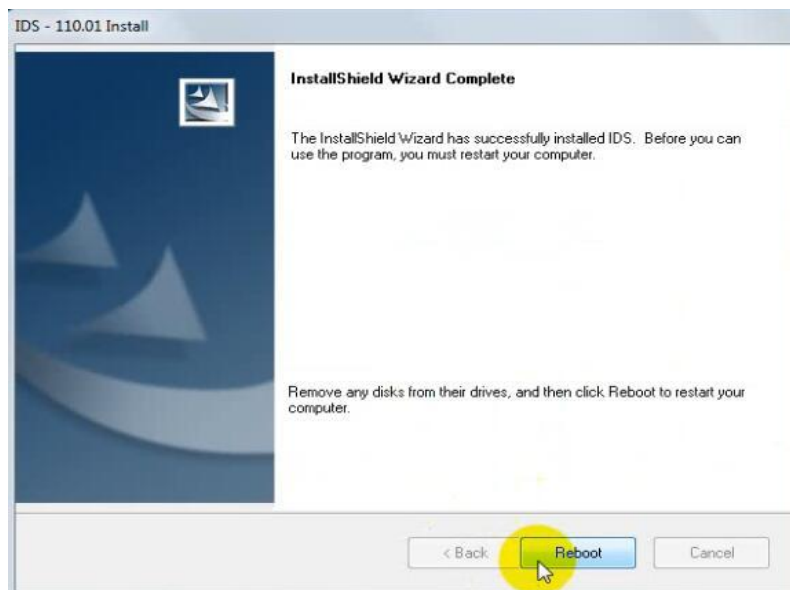 IDS - 110.01 Install
InstallShield Wizard Complete
The InstallShield Wizard has successfully installed IDS. Before you can
use the program, you must restart your computer.
Remove any disks from their drives, and then click Reboot to restart your
computer.
< Back
Reboot
Cancel